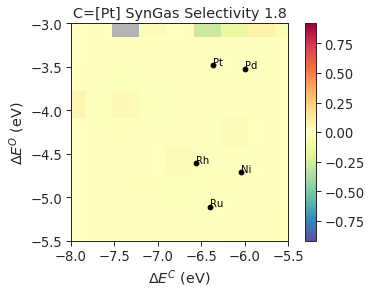 C=[Pt] SynGas Selectivity 1.8
−3.0
−3.5
−4.0
−4.5
−5.0
−5.5
ΔE^O (eV)
Pt
Pd
Rh
Ni
Ru
−8.0 −7.5 −7.0 −6.5 −6.0 −5.5
ΔE^C (eV)
0.75
0.50
0.25
0.00
−0.25
−0.50
−0.75